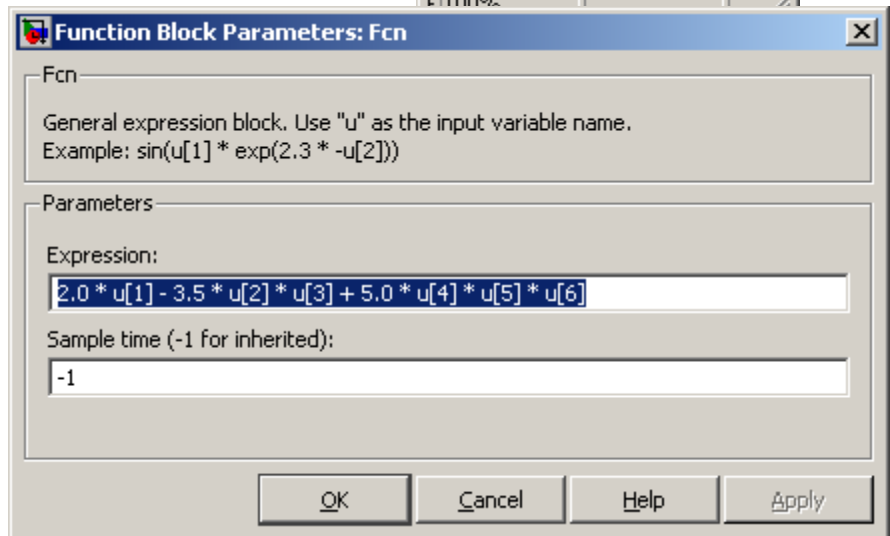 100%
Function Block Parameters: Fcn
Fcn
General expression block. Use "u" as the input variable name.
Example: sin(u[1] * exp(2.3 * -u[2]))
Parameters
Expression:
2.0 * u[1] - 3.5 * u[2] * u[3] + 5.0 * u[4] * u[5] * u[6]
Sample time (-1 for inherited):
-1
OK Cancel Help Apply